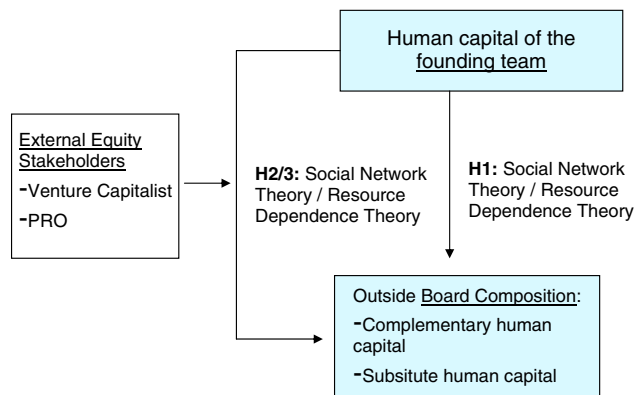 Human capital of the
founding team
External Equity
Stakeholders
-Venture Capitalist
-PRO
H2/3: Social Network
Theory / Resource
Dependence Theory
H1: Social Network
Theory / Resource
Dependence Theory
Outside Board Composition:
-Complementary human
capital
-Subsitute human capital